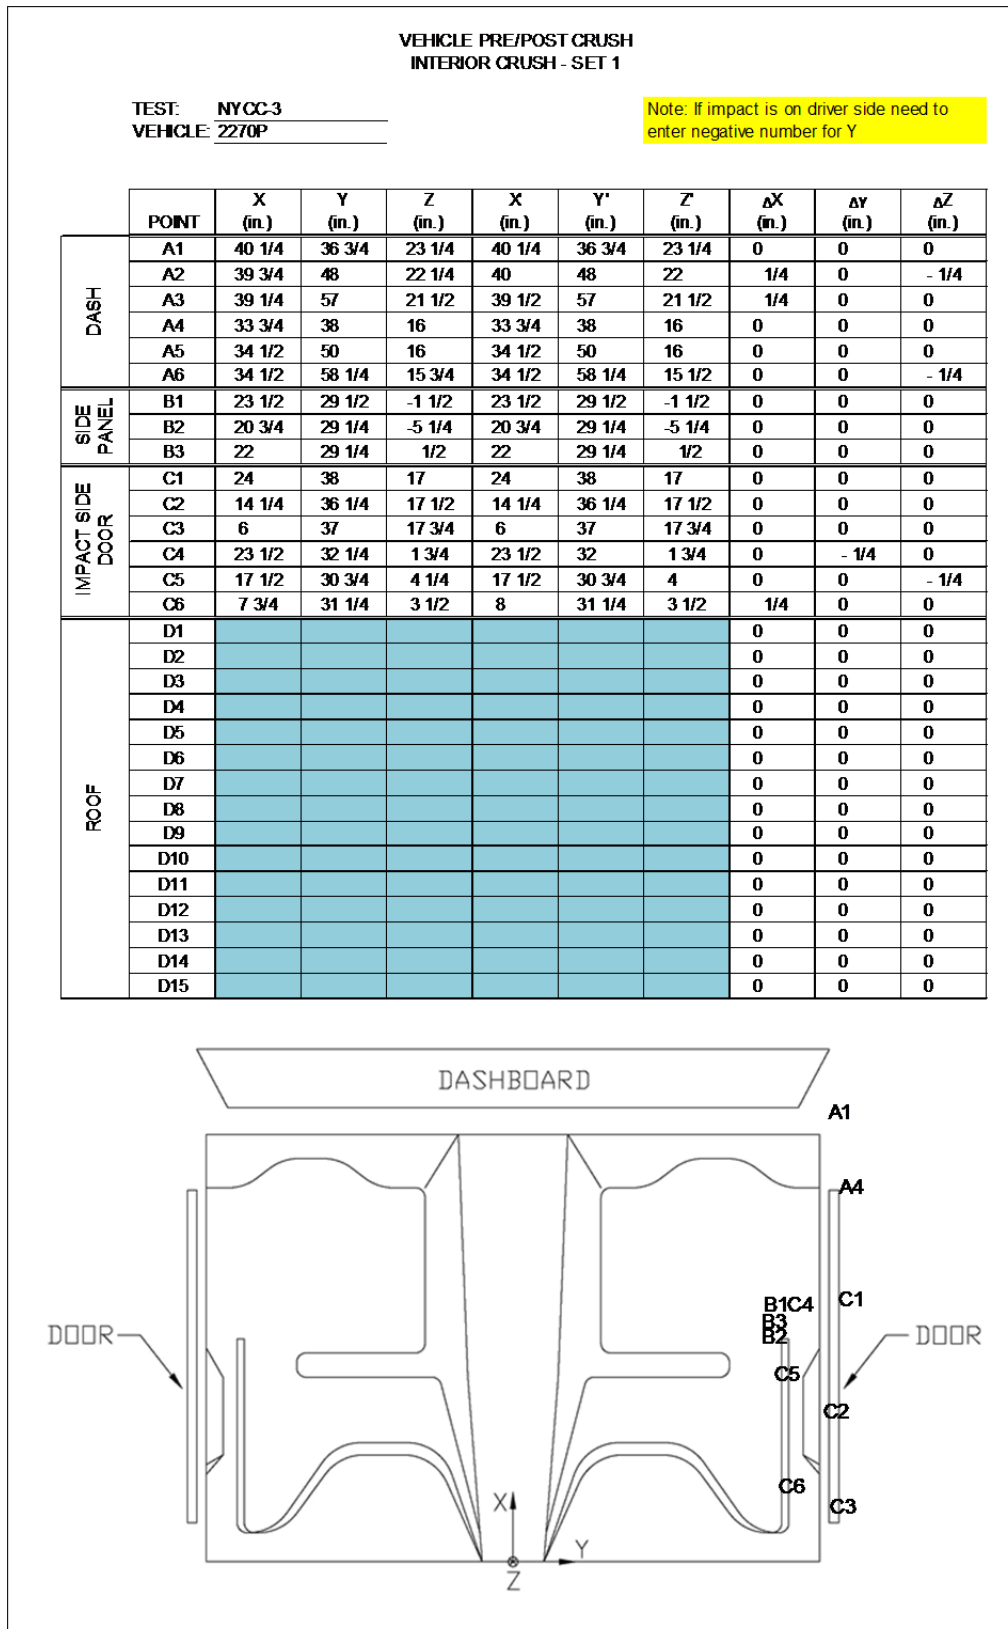 VEHICLE PRE/POST CRUSH
INTERIOR CRUSH - SET 1
TEST: NYCC-3
VEHICLE: 2270P
Note: If impact is on driver side need to
enter negative number for Y
POINT X (in.) Y (in.) Z (in.) X' (in.) Y' (in.) Z' (in.) ΔX (in.) ΔY (in.) ΔZ (in.)
DASH
A1 40 1/4 36 3/4 23 1/4 40 1/4 36 3/4 23 1/4 0 0 0
A2 39 3/4 48 22 1/4 40 48 22 1/4 0 - 1/4
A3 39 1/4 57 21 1/2 39 1/2 57 21 1/2 1/4 0 0
A4 33 3/4 38 16 33 3/4 38 16 0 0 0
A5 34 1/2 50 16 34 1/2 50 16 0 0 0
A6 34 1/2 58 1/4 15 3/4 34 1/2 58 1/4 15 1/2 0 0 - 1/4
SIDE PANEL
B1 23 1/2 29 1/2 -1 1/2 23 1/2 29 1/2 -1 1/2 0 0 0
B2 20 3/4 29 1/4 -5 1/4 20 3/4 29 1/4 -5 1/4 0 0 0
B3 22 29 1/4 1/2 22 29 1/4 1/2 0 0 0
IMPACT SIDE DOOR
C1 24 38 17 24 38 17 0 0 0
C2 14 1/4 36 1/4 17 1/2 14 1/4 36 1/4 17 1/2 0 0 0
C3 6 37 17 3/4 6 37 17 3/4 0 0 0
C4 23 1/2 32 1/4 1 3/4 23 1/2 32 1 3/4 0 - 1/4 0
C5 17 1/2 30 3/4 4 1/4 17 1/2 30 3/4 4 0 0 - 1/4
C6 7 3/4 31 1/4 3 1/2 8 31 1/4 3 1/2 1/4 0 0
ROOF
D1 0 0 0
D2 0 0 0
D3 0 0 0
D4 0 0 0
D5 0 0 0
D6 0 0 0
D7 0 0 0
D8 0 0 0
D9 0 0 0
D10 0 0 0
D11 0 0 0
D12 0 0 0
D13 0 0 0
D14 0 0 0
D15 0 0 0
DASHBOARD
A1
A4
C1
B1C4
B3
B2
DOOR
DOOR
C5
C2
C6
C3
X
Y
Z